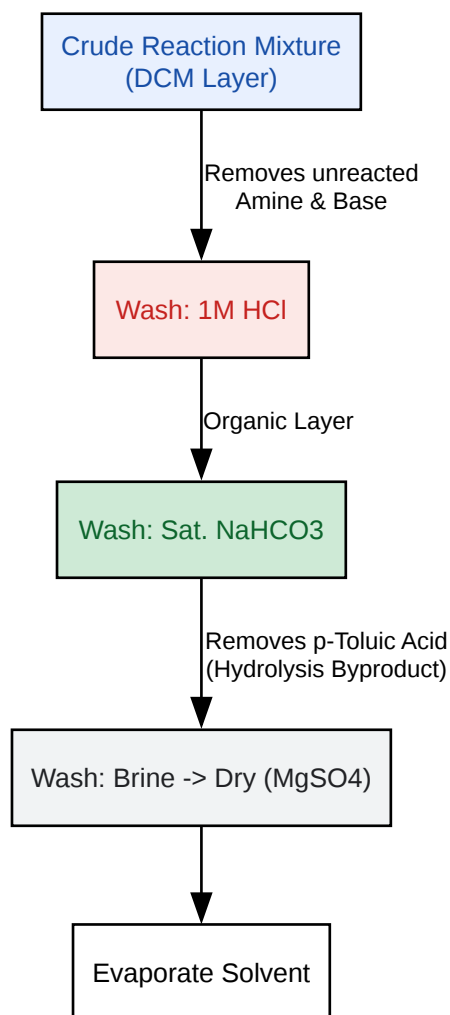 Crude Reaction Mixture
(DCM Layer)
Removes unreacted
Amine & Base
Wash: 1M HCl
Organic Layer
Wash: Sat. NaHCO3
Removes p-Toluic Acid
(Hydrolysis Byproduct)
Wash: Brine -> Dry (MgSO4)
Evaporate Solvent